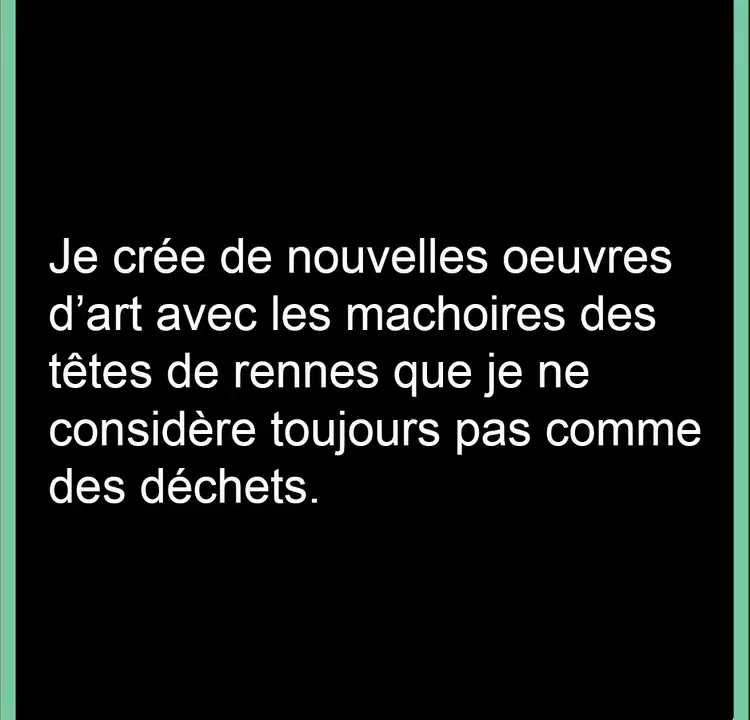 Je crée de nouvelles oeuvres
d’art avec les machoires des
têtes de rennes que je ne
considère toujours pas comme
des déchets.